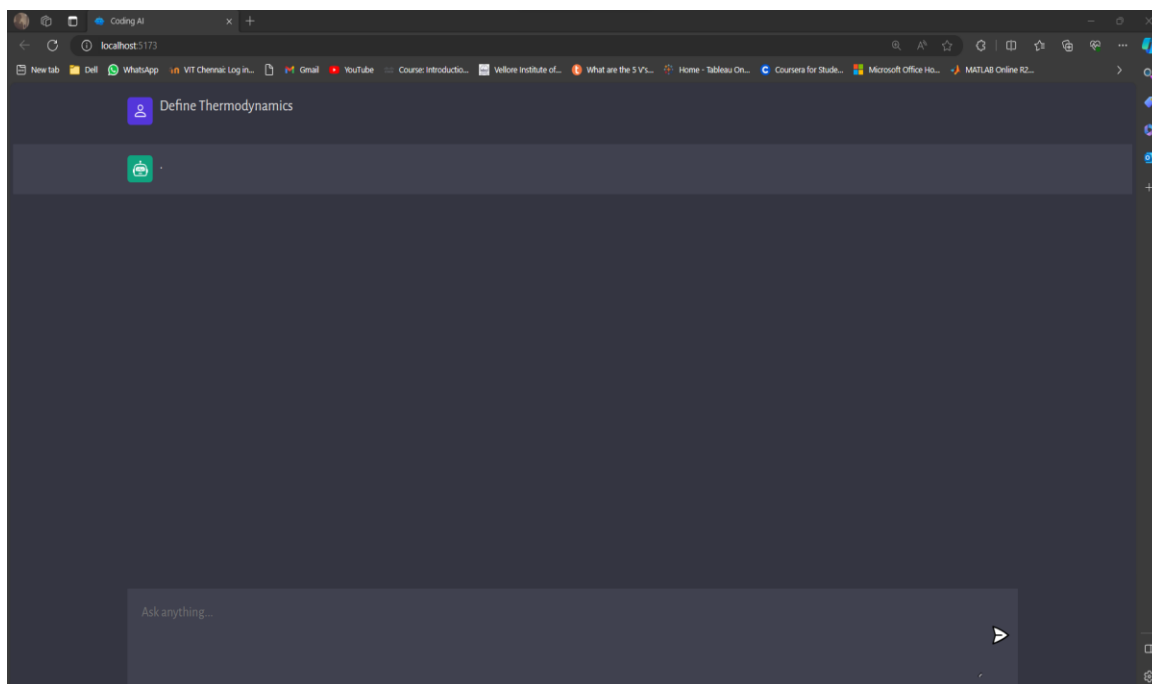 Coding AI
localhost:5173
New tab Dell WhatsApp VIT Chennai: Log in... Gmail YouTube Course: Introductio... Vellore Institute of... What are the 5 V's... Home - Tableau On... Coursera for Stude... Microsoft Office Ho... MATLAB Online R2...
Define Thermodynamics
.
Ask anything...